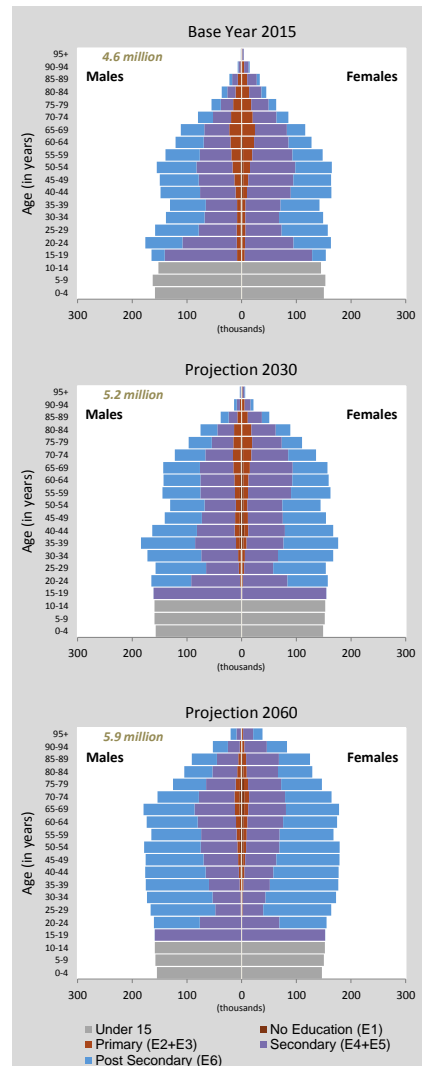 Base Year 2015
4.6 million
Males Females
Age (in years)
95+
90-94
85-89
80-84
75-79
70-74
65-69
60-64
55-59
50-54
45-49
40-44
35-39
30-34
25-29
20-24
15-19
10-14
5-9
0-4
300 200 100 0 100 200 300
(thousands)
Projection 2030
5.2 million
Males Females
Age (in years)
95+
90-94
85-89
80-84
75-79
70-74
65-69
60-64
55-59
50-54
45-49
40-44
35-39
30-34
25-29
20-24
15-19
10-14
5-9
0-4
300 200 100 0 100 200 300
(thousands)
Projection 2060
5.9 million
Males Females
Age (in years)
95+
90-94
85-89
80-84
75-79
70-74
65-69
60-64
55-59
50-54
45-49
40-44
35-39
30-34
25-29
20-24
15-19
10-14
5-9
0-4
300 200 100 0 100 200 300
(thousands)
Under 15 No Education (E1)
Primary (E2+E3) Secondary (E4+E5)
Post Secondary (E6)